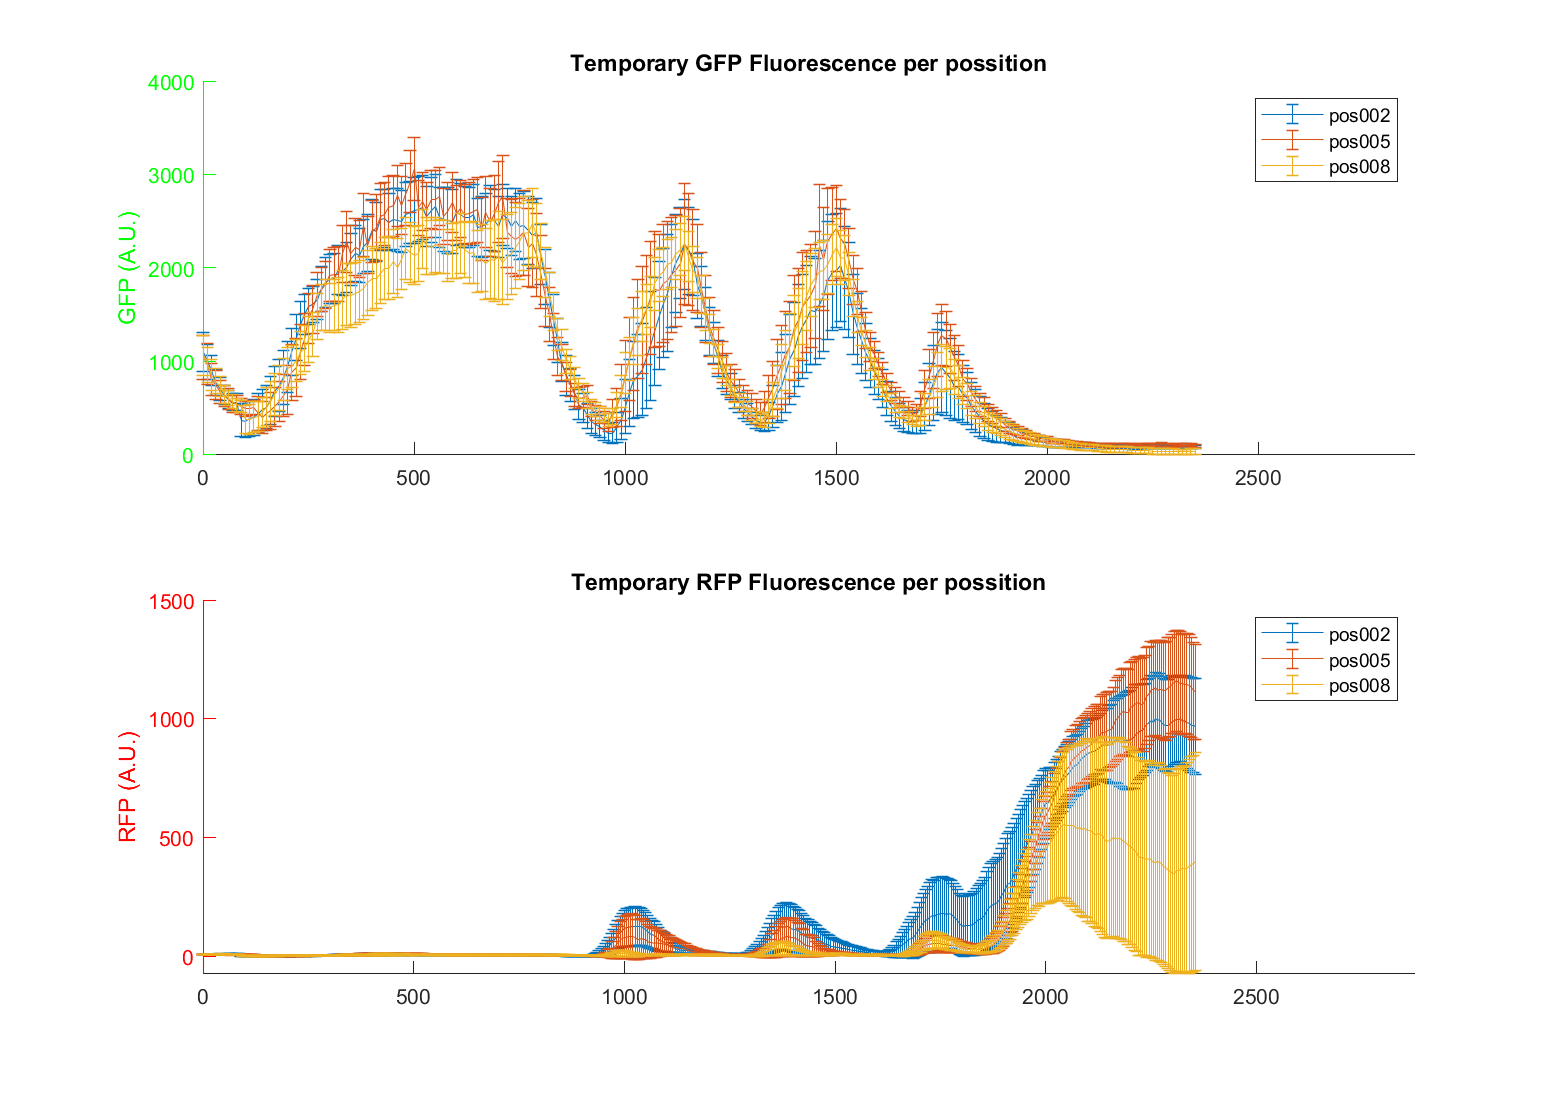 Temporary GFP Fluorescence per possition
GFP (A.U.)
4000
3000
2000
1000
0
0 500 1000 1500 2000 2500
pos002
pos005
pos008
Temporary RFP Fluorescence per possition
RFP (A.U.)
1500
1000
500
0
0 500 1000 1500 2000 2500
pos002
pos005
pos008